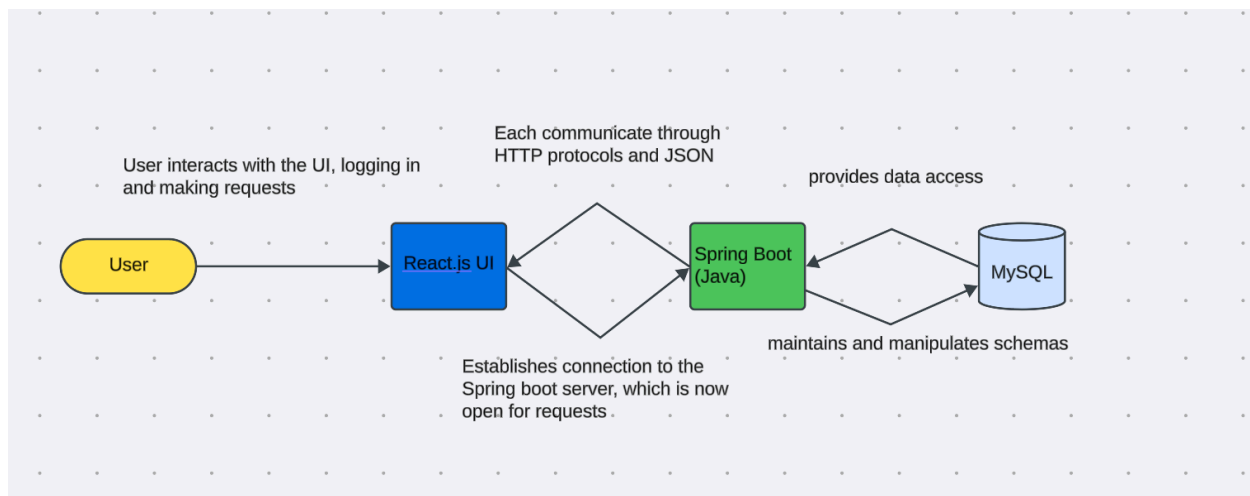 Each communicate through
HTTP protocols and JSON
User interacts with the UI, logging in
and making requests
provides data access
User
React.js UI
Spring Boot
(Java)
MySQL
maintains and manipulates schemas
Establishes connection to the
Spring boot server, which is now
open for requests